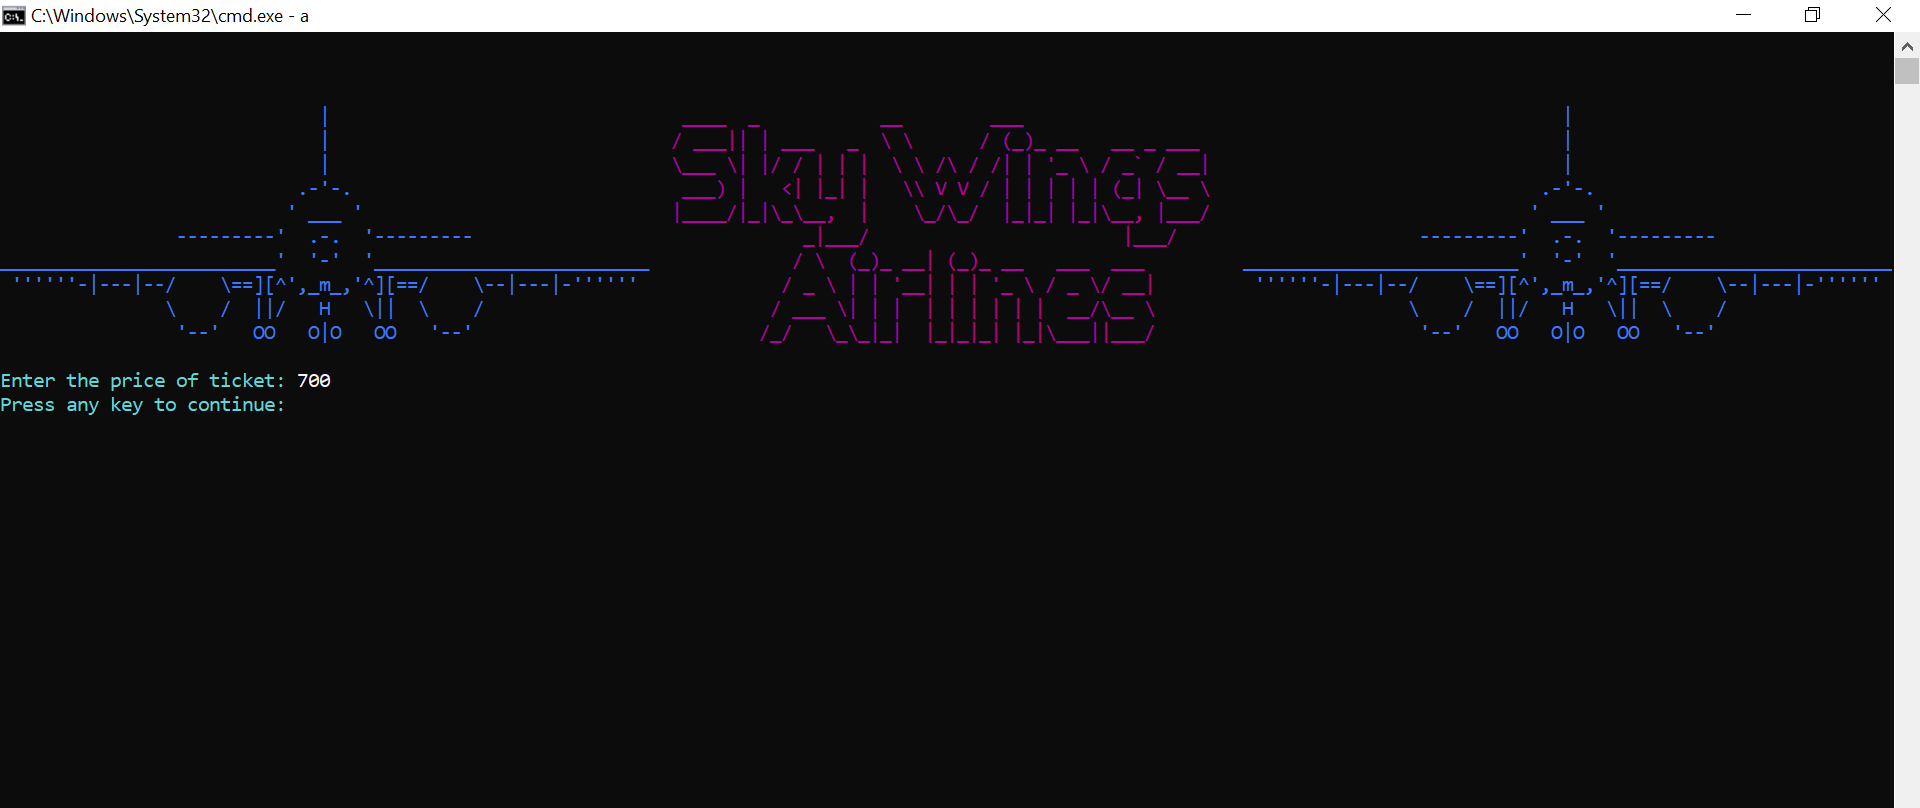 C:\Windows\System32\cmd.exe - a
Sky Wings
Airlines
Enter the price of ticket: 700
Press any key to continue: